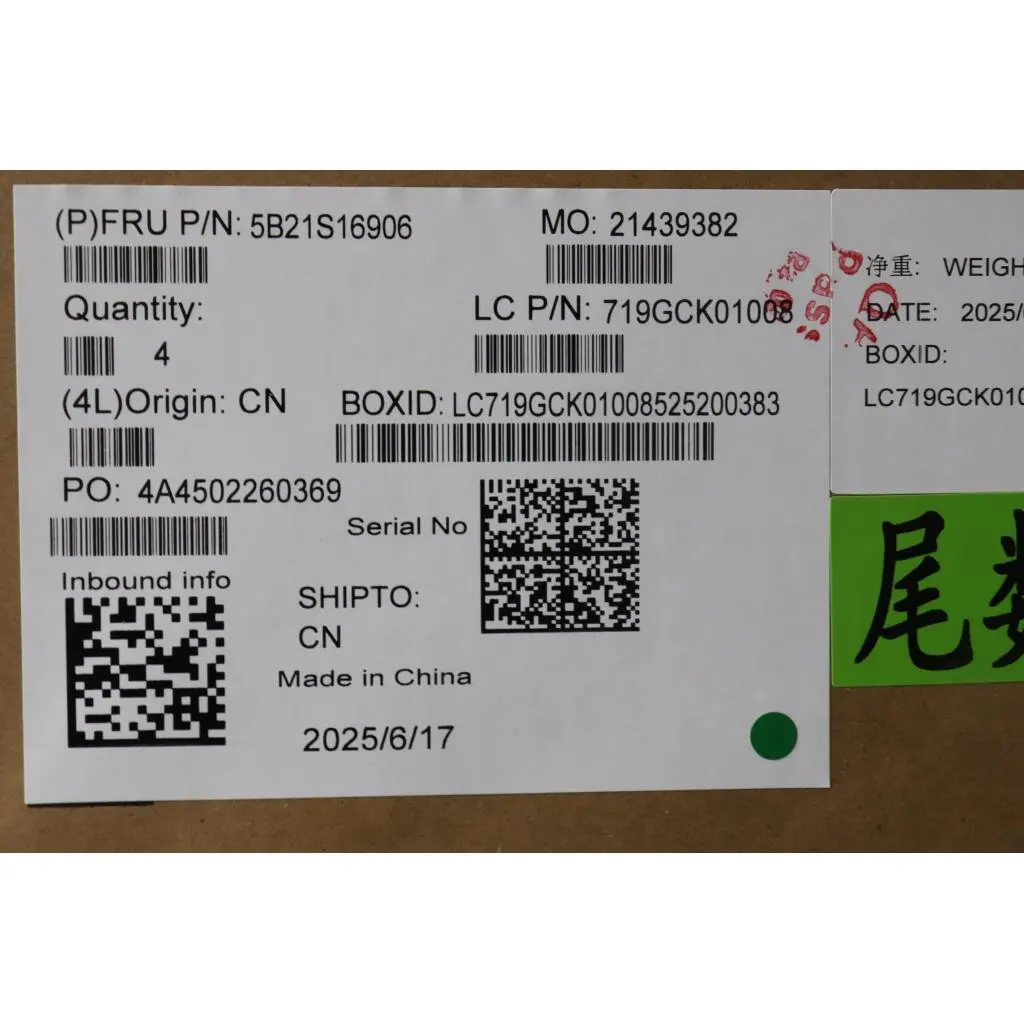 (P)FRU P/N: 5B21S16906
MO: 21439382
Quantity:
4
LC P/N: 719GCK01008
(4L)Origin: CN
BOXID: LC719GCK01008525200383
PO: 4A4502260369
Serial No
Inbound info
SHIPTO:
CN
Made in China
2025/6/17
净重: WEIGH
DATE: 2025/
BOXID:
LC719GCK010
尾数